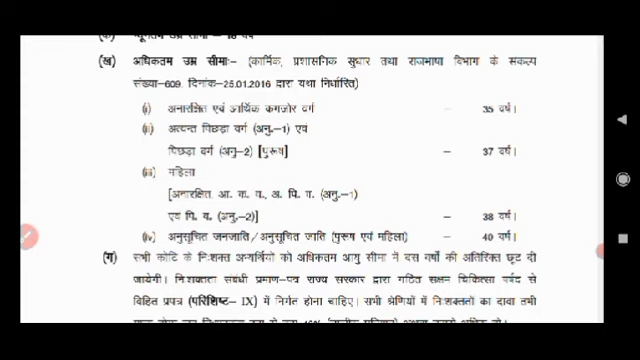 (क) न्यूनतम उम्र सीमा - 18 वर्ष
(ख) अधिकतम उम्र सीमाः- (कार्मिक, प्रशासनिक सुधार तथा राजभाषा विभाग के संकल्प
संख्या-609, दिनांक-25.01.2016 द्वारा यथा निर्धारित)
(i) अनारक्षित एवं आर्थिक कमजोर वर्ग – 35 वर्ष।
(ii) अत्यन्त पिछड़ा वर्ग (अनु.-1) एवं
पिछड़ा वर्ग (अनु-2) [पुरूष] – 37 वर्ष।
(iii) महिला
[अनारक्षित, आ. क. व., अ. पि. व. (अनु.-1)
एवं पि. व. (अनु.-2)] – 38 वर्ष।
(iv) अनुसूचित जनजाति/अनुसूचित जाति (पुरूष एवं महिला) – 40 वर्ष।
(ग) सभी कोटि के निःशक्त अभ्यर्थियों को अधिकतम आयु सीमा में दस वर्षों की अतिरिक्त छूट दी
जायेगी। निःशक्तता संबंधी प्रमाण-पत्र राज्य सरकार द्वारा गठित सक्षम चिकित्सा पर्षद से
विहित प्रपत्र (परिशिष्ट- IX) में निर्गत होना चाहिए। सभी श्रेणियों में निःशक्तता का दावा तभी